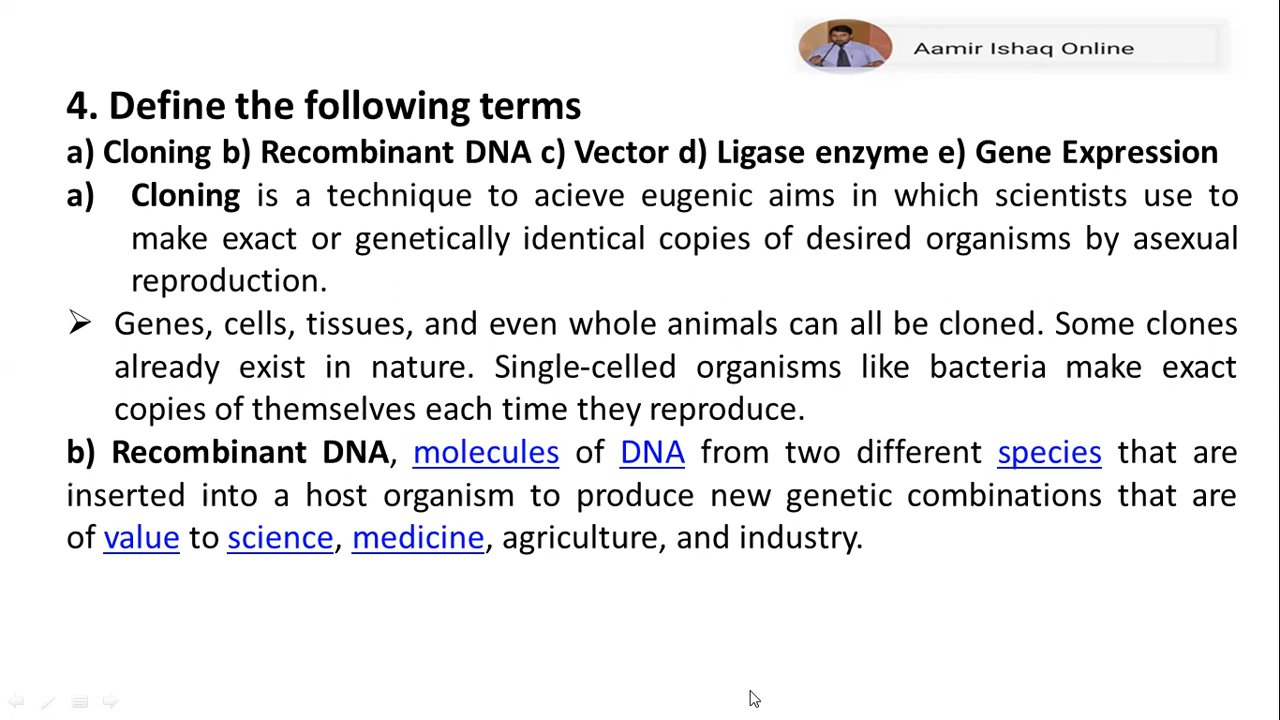 Aamir Ishaq Online
4. Define the following terms
a) Cloning b) Recombinant DNA c) Vector d) Ligase enzyme e) Gene Expression
a) Cloning is a technique to acieve eugenic aims in which scientists use to
make exact or genetically identical copies of desired organisms by asexual
reproduction.
➢ Genes, cells, tissues, and even whole animals can all be cloned. Some clones
already exist in nature. Single-celled organisms like bacteria make exact
copies of themselves each time they reproduce.
b) Recombinant DNA, molecules of DNA from two different species that are
inserted into a host organism to produce new genetic combinations that are
of value to science, medicine, agriculture, and industry.